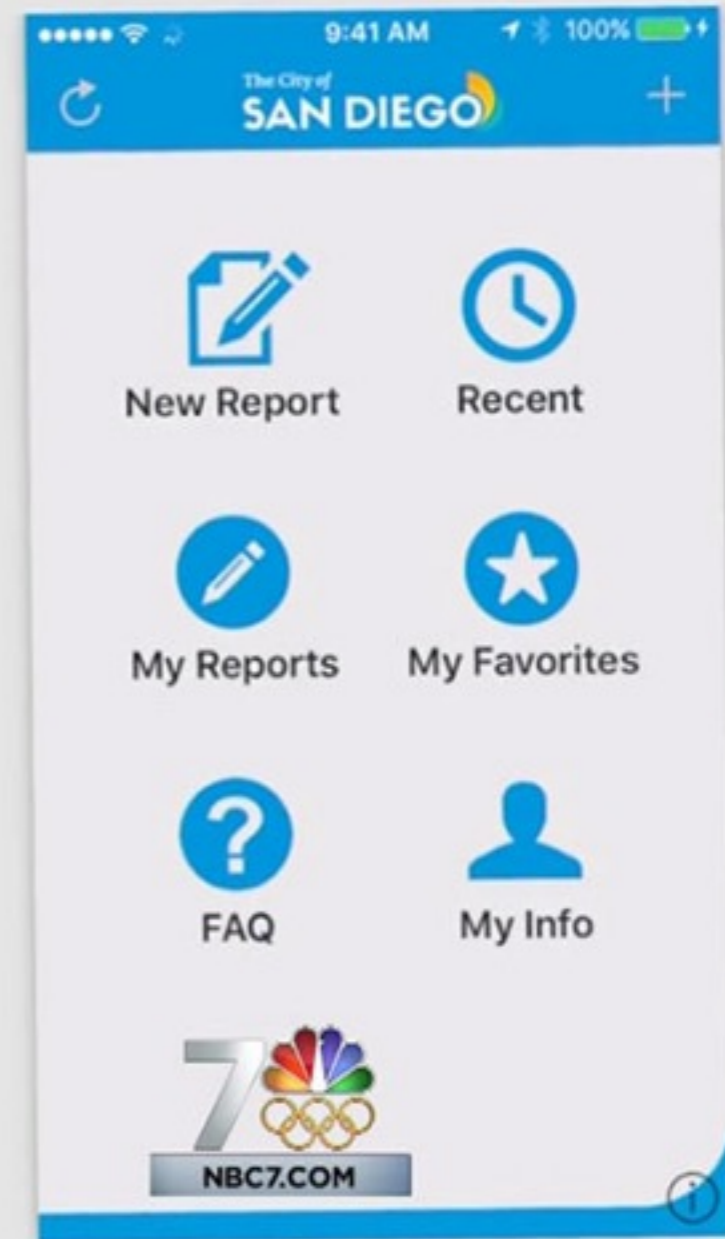 9:41 AM 100%
The City of
SAN DIEGO
New Report Recent
My Reports My Favorites
?
FAQ My Info
7
NBC7.COM
i